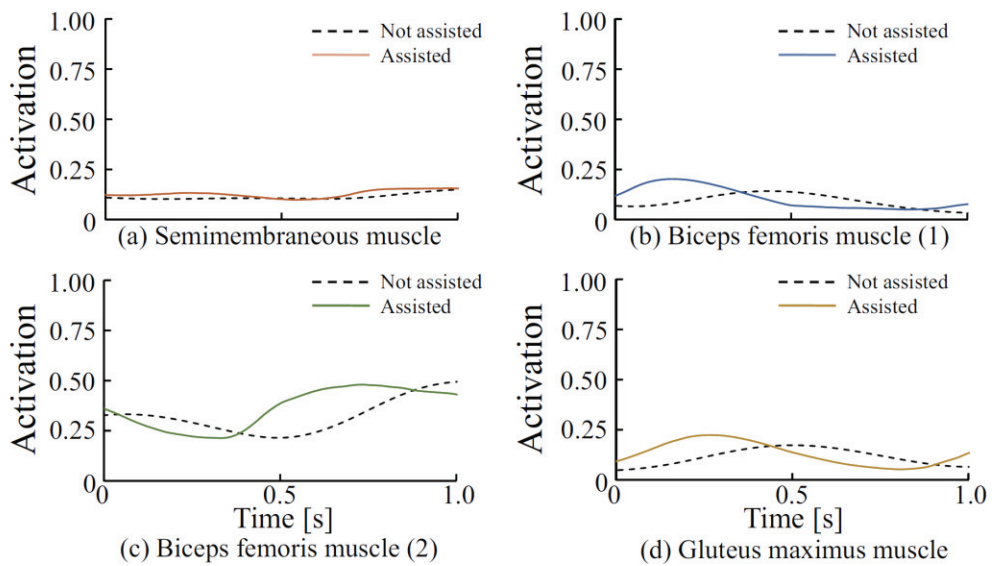 1.00
Not assisted
Assisted
0.75
0.50
0.25
0
Activation
(a) Semimembraneous muscle
1.00
Not assisted
Assisted
0.75
0.50
0.25
0
Activation
(b) Biceps femoris muscle (1)
1.00
Not assisted
Assisted
0.75
0.50
0.25
0
Activation
0 0.5 1.0
Time [s]
(c) Biceps femoris muscle (2)
1.00
Not assisted
Assisted
0.75
0.50
0.25
0
Activation
0 0.5 1.0
Time [s]
(d) Gluteus maximus muscle